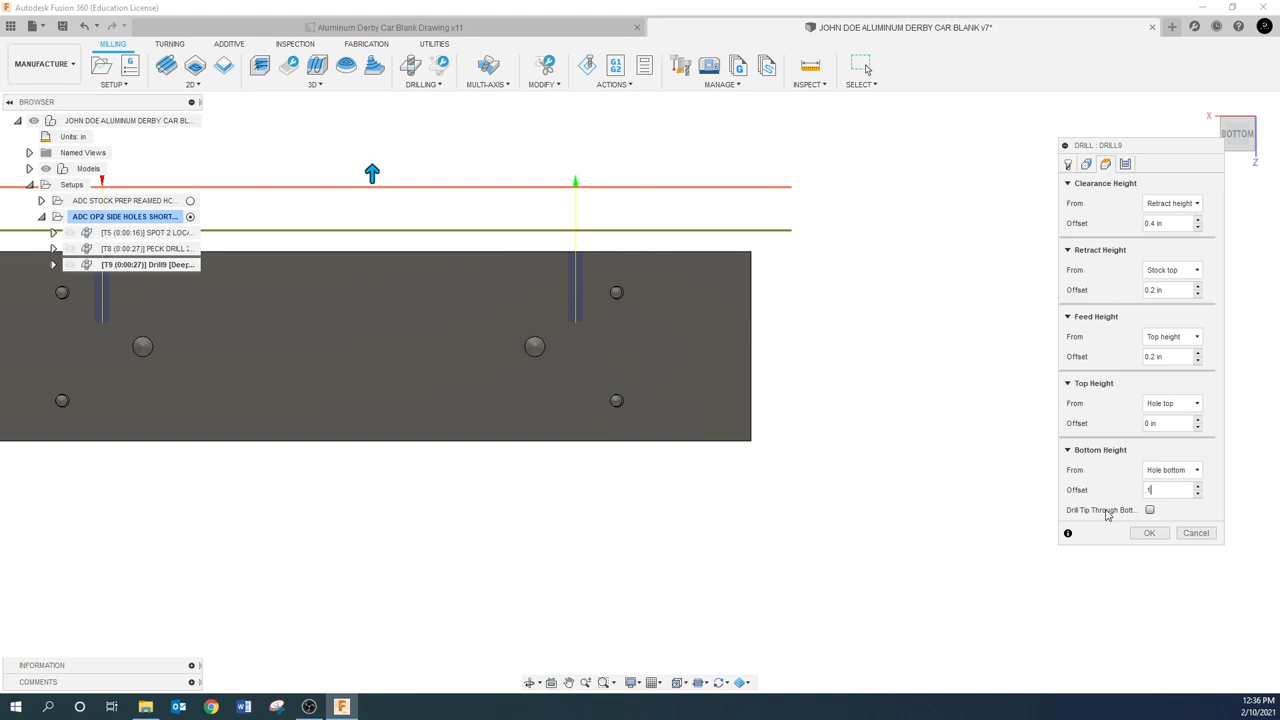 Autodesk Fusion 360 (Education License)
Aluminum Derby Car Blank Drawing v11
JOHN DOE ALUMINUM DERBY CAR BLANK v7*
MILLING TURNING ADDITIVE INSPECTION FABRICATION UTILITIES
MANUFACTURE
G1
G2
SETUP 2D 3D DRILLING MULTI-AXIS MODIFY ACTIONS MANAGE INSPECT SELECT
BROWSER
JOHN DOE ALUMINUM DERBY CAR BL...
Units: in
Named Views
Models
Setups
ADC STOCK PREP REAMED HO...
ADC OP2 SIDE HOLES SHORT...
[T5 (0:00:16)] SPOT 2 LOCA...
[T8 (0:00:27)] PECK DRILL 2...
[T9 (0:00:27)] Drill9 [Deep...
X
BOTTOM
Z
DRILL : DRILL9
Clearance Height
From Retract height
Offset 0.4 in
Retract Height
From Stock top
Offset 0.2 in
Feed Height
From Top height
Offset 0.2 in
Top Height
From Hole top
Offset 0 in
Bottom Height
From Hole bottom
Offset .1
Drill Tip Through Bott...
OK Cancel
INFORMATION
COMMENTS
12:36 PM
2/10/2021